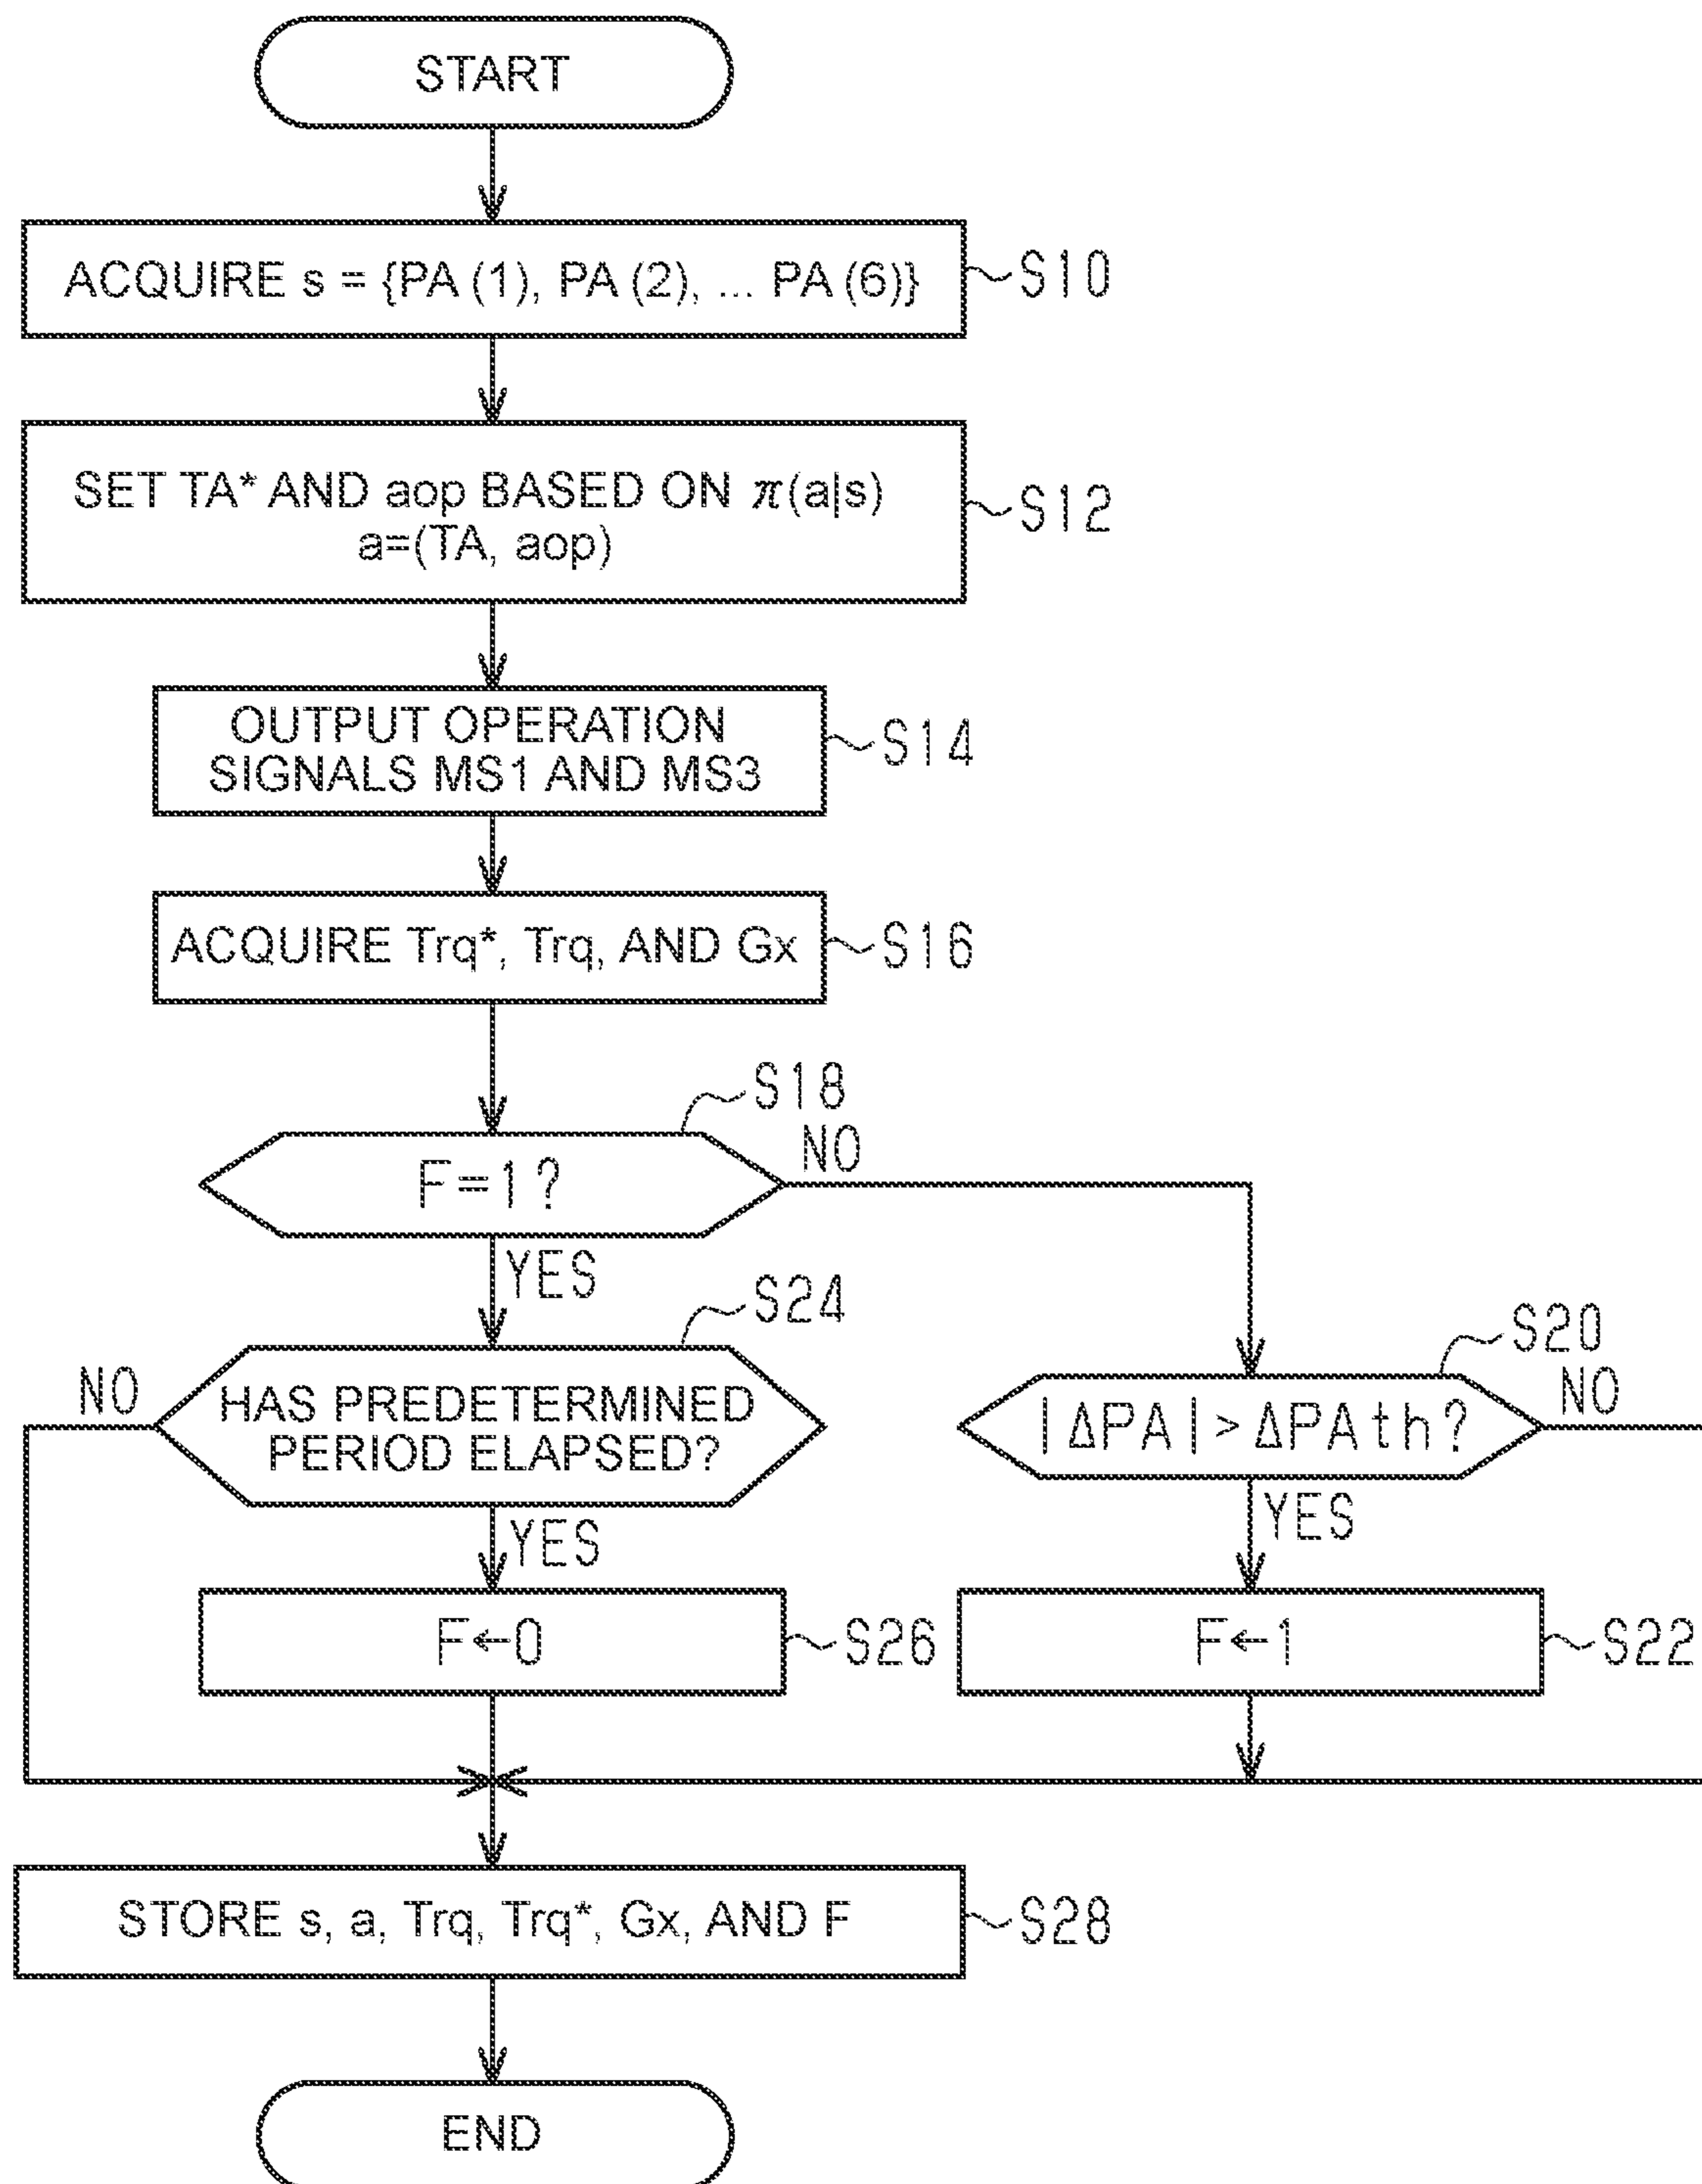 START
ACQUIRE s = {PA (1), PA (2), ... PA (6)}
S10
SET TA* AND aop BASED ON π(a|s)
a=(TA, aop)
S12
OUTPUT OPERATION
SIGNALS MS1 AND MS3
S14
ACQUIRE Trq*, Trq, AND Gx
S16
S18
F=1?
NO
YES
S24
NO
HAS PREDETERMINED
PERIOD ELAPSED?
YES
S20
|ΔPA|>ΔPAth?
NO
YES
F←0
S26
F←1
S22
STORE s, a, Trq, Trq*, Gx, AND F
S28
END